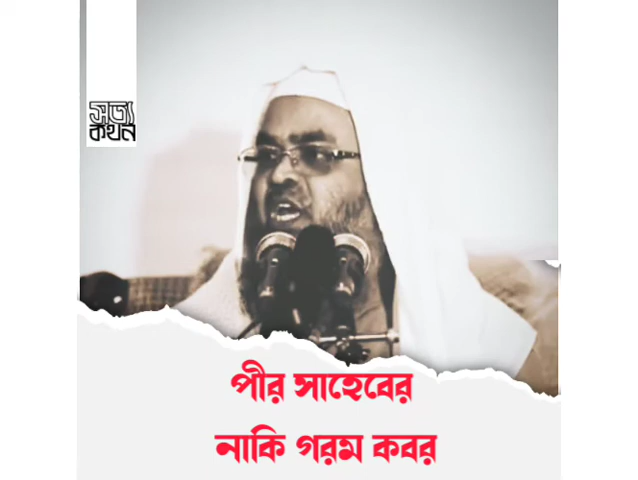 সত্য
কথন
পীর সাহেবের
নাকি গরম কবর